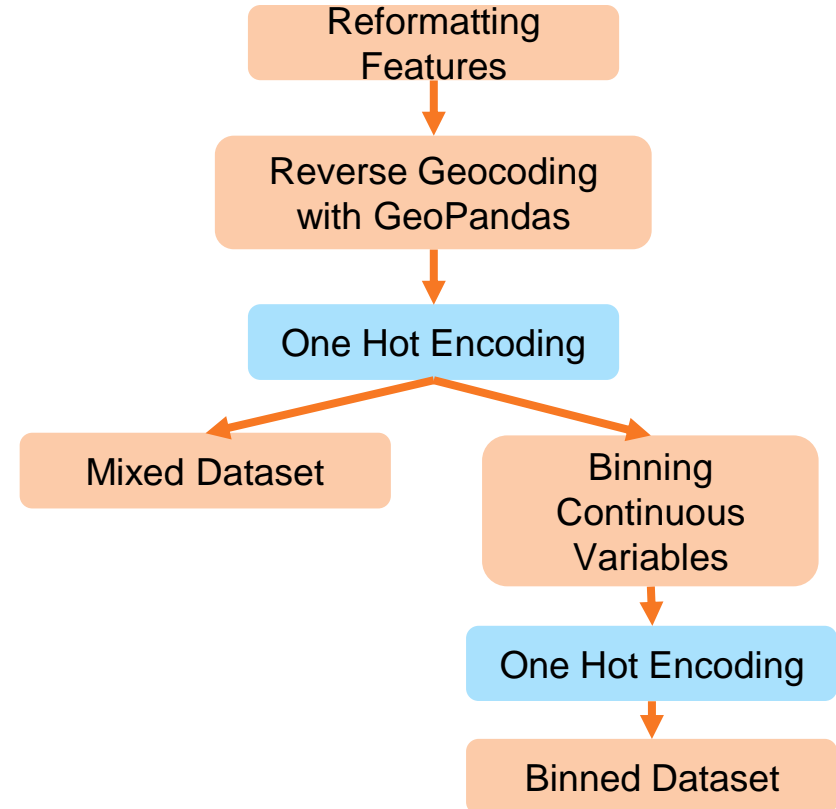 Reformatting
Features
Reverse Geocoding
with GeoPandas
One Hot Encoding
Mixed Dataset
Binning
Continuous
Variables
One Hot Encoding
Binned Dataset